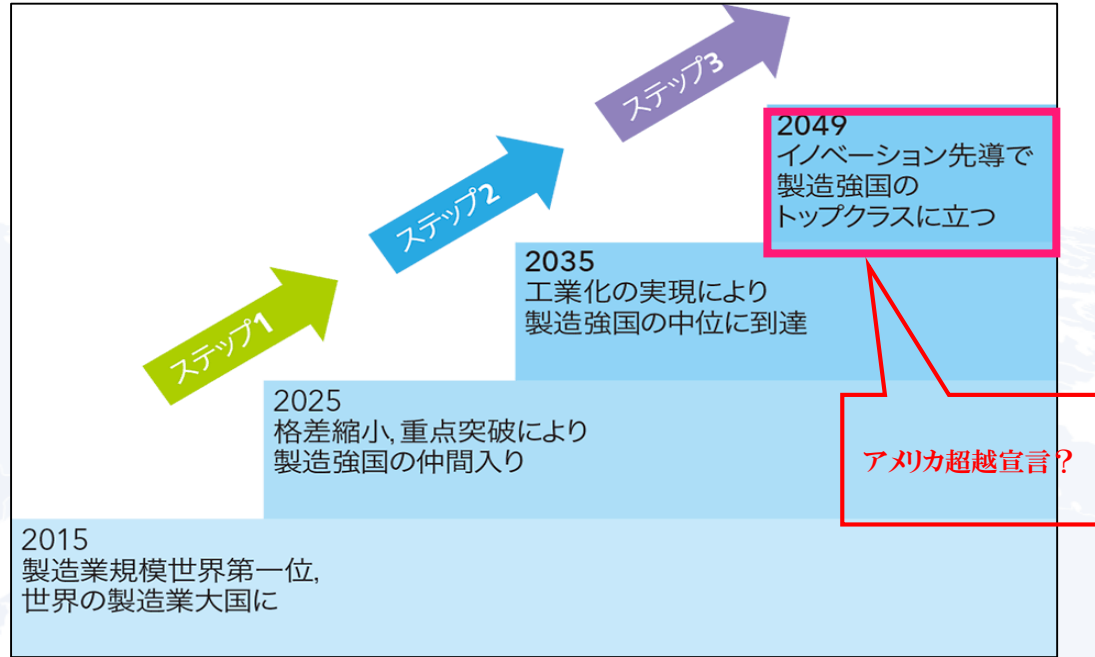 ステップ3
2049
イノベーション先導で
製造強国の
トップクラスに立つ
ステップ2
2035
工業化の実現により
製造強国の中位に到達
ステップ1
2025
格差縮小,重点突破により
製造強国の仲間入り
アメリカ超越宣言?
2015
製造業規模世界第一位,
世界の製造業大国に